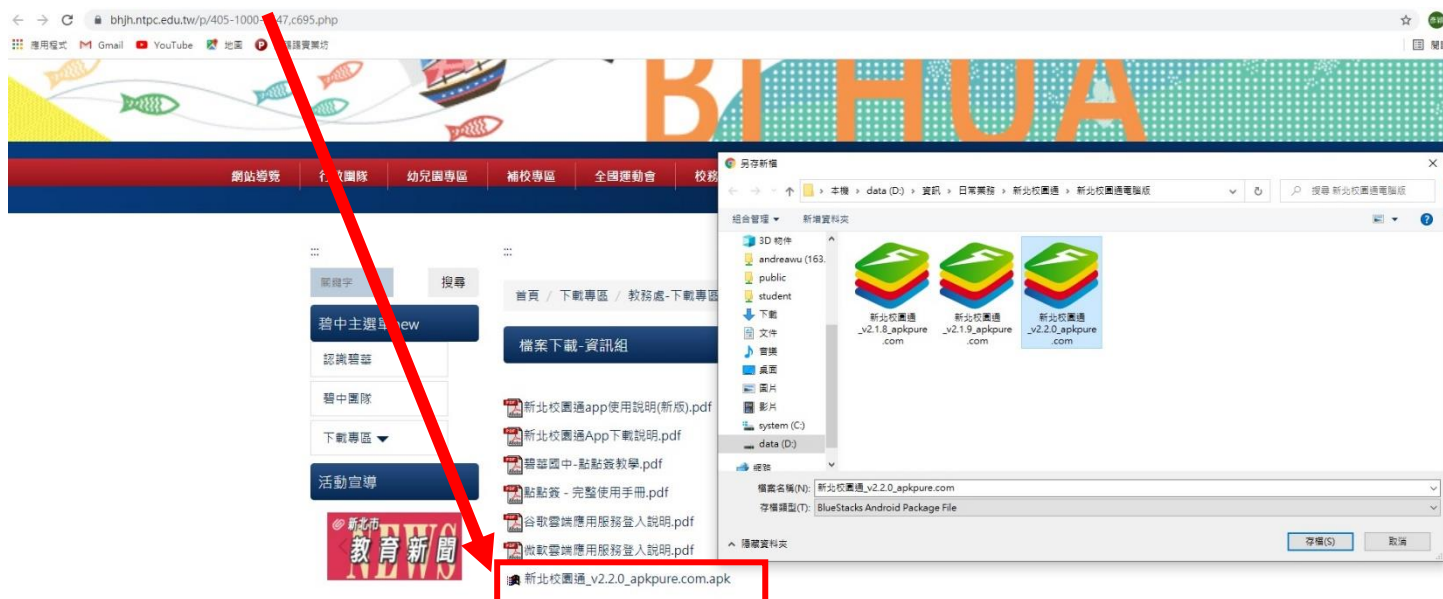 bhjh.ntpc.edu.tw/p/405-1000-
47,c695.php
應用程式 Gmail YouTube 地圖
BI HUA
網站導覽 行政團隊 幼兒園專區 補校專區 全國運動會 校務
:::
關鍵字 搜尋
碧中主選單new
認識碧華
碧中團隊
下載專區
活動宣導
@新北市
教育新聞
NEWS
:::
首頁 / 下載專區 / 教務處-下載專區
檔案下載-資訊組
新北校園通app使用說明(新版).pdf
新北校園通App下載說明.pdf
碧華國中-點點簽教學.pdf
點點簽 - 完整使用手冊.pdf
谷歌雲端應用服務登入說明.pdf
微軟雲端應用服務登入說明.pdf
新北校園通_v2.2.0_apkpure.com.apk
另存新檔
本機 › data (D:) › 資訊 › 日常業務 › 新北校園通 › 新北校園通電腦版
搜尋 新北校園通電腦版
組合管理 新增資料夾
3D 物件
andreawu (163.
public
student
下載
文件
音樂
桌面
圖片
影片
system (C:)
data (D:)
網路
新北校園通
_v2.1.8_apkpure
.com
新北校園通
_v2.1.9_apkpure
.com
新北校園通
_v2.2.0_apkpure
.com
檔案名稱(N): 新北校園通_v2.2.0_apkpure.com
存檔類型(T): BlueStacks Android Package File
隱藏資料夾
存檔(S) 取消